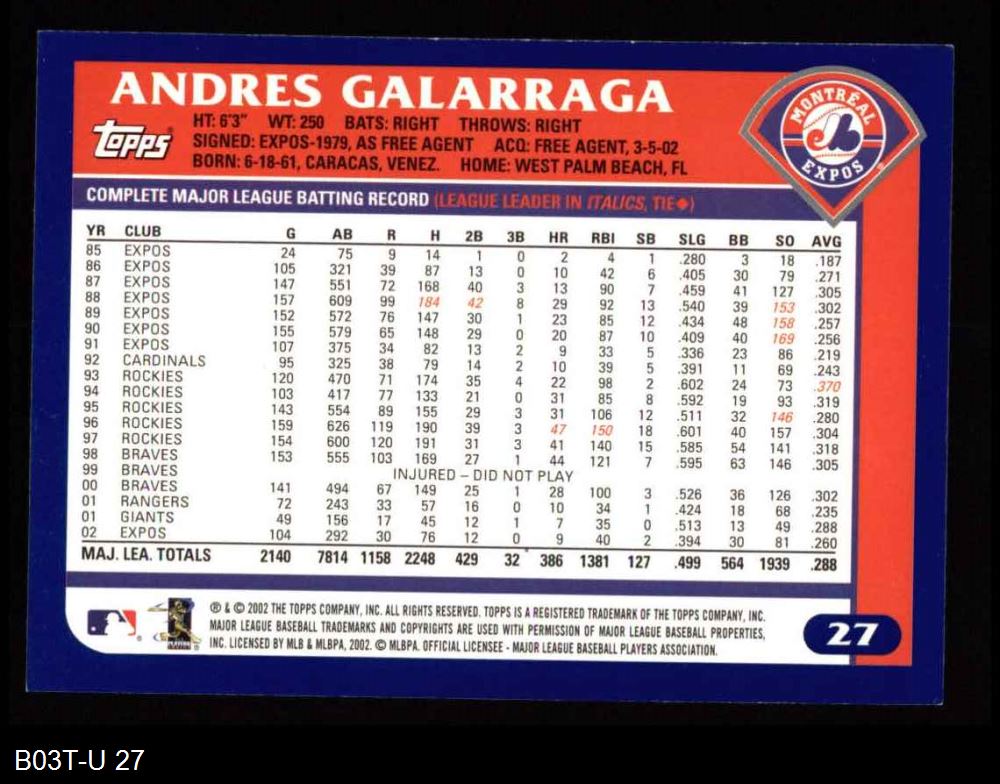 ANDRES GALARRAGA
MONTRÉAL
EXPOS
Topps
HT: 6'3" WT: 250 BATS: RIGHT THROWS: RIGHT
SIGNED: EXPOS-1979, AS FREE AGENT ACQ: FREE AGENT, 3-5-02
BORN: 6-18-61, CARACAS, VENEZ. HOME: WEST PALM BEACH, FL
COMPLETE MAJOR LEAGUE BATTING RECORD (LEAGUE LEADER IN ITALICS, TIE◆)
YR CLUB G AB R H 2B 3B HR RBI SB SLG BB SO AVG
85 EXPOS 24 75 9 14 1 0 2 4 1 .280 3 18 .187
86 EXPOS 105 321 39 87 13 0 10 42 6 .405 30 79 .271
87 EXPOS 147 551 72 168 40 3 13 90 7 .459 41 127 .305
88 EXPOS 157 609 99 184 42 8 29 92 13 .540 39 153 .302
89 EXPOS 152 572 76 147 30 1 23 85 12 .434 48 158 .257
90 EXPOS 155 579 65 148 29 0 20 87 10 .409 40 169 .256
91 EXPOS 107 375 34 82 13 2 9 33 5 .336 23 86 .219
92 CARDINALS 95 325 38 79 14 2 10 39 5 .391 11 69 .243
93 ROCKIES 120 470 71 174 35 4 22 98 2 .602 24 73 .370
94 ROCKIES 103 417 77 133 21 0 31 85 8 .592 19 93 .319
95 ROCKIES 143 554 89 155 29 3 31 106 12 .511 32 146 .280
96 ROCKIES 159 626 119 190 39 3 47 150 18 .601 40 157 .304
97 ROCKIES 154 600 120 191 31 3 41 140 15 .585 54 141 .318
98 BRAVES 153 555 103 169 27 1 44 121 7 .595 63 146 .305
99 BRAVES INJURED – DID NOT PLAY
00 BRAVES 141 494 67 149 25 1 28 100 3 .526 36 126 .302
01 RANGERS 72 243 33 57 16 0 10 34 1 .424 18 68 .235
01 GIANTS 49 156 17 45 12 1 7 35 0 .513 13 49 .288
02 EXPOS 104 292 30 76 12 0 9 40 2 .394 30 81 .260
MAJ. LEA. TOTALS 2140 7814 1158 2248 429 32 386 1381 127 .499 564 1939 .288
® & © 2002 THE TOPPS COMPANY, INC. ALL RIGHTS RESERVED. TOPPS IS A REGISTERED TRADEMARK OF THE TOPPS COMPANY, INC.
MAJOR LEAGUE BASEBALL TRADEMARKS AND COPYRIGHTS ARE USED WITH PERMISSION OF MAJOR LEAGUE BASEBALL PROPERTIES,
INC. LICENSED BY MLB & MLBPA, 2002. © MLBPA. OFFICIAL LICENSEE - MAJOR LEAGUE BASEBALL PLAYERS ASSOCIATION.
27
B03T-U 27